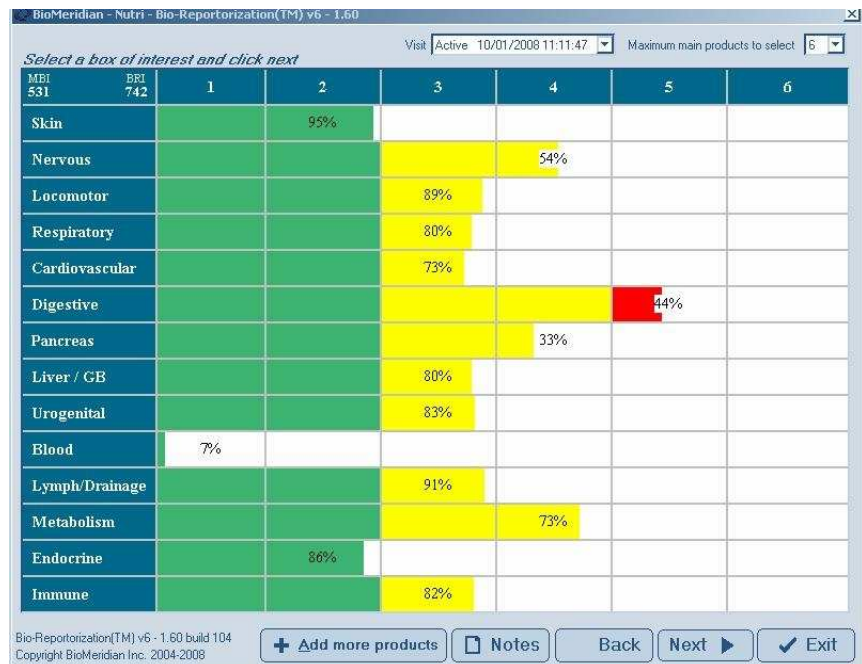 BioMeridian - Nutri - Bio-Reportorization(TM) v6 - 1.60
Select a box of interest and click next
Visit Active 10/01/2008 11:11:47 Maximum main products to select 6
MBI 531 BRI 742 1 2 3 4 5 6
Skin 95%
Nervous 54%
Locomotor 89%
Respiratory 80%
Cardiovascular 73%
Digestive 44%
Pancreas 33%
Liver / GB 80%
Urogenital 83%
Blood 7%
Lymph/Drainage 91%
Metabolism 73%
Endocrine 86%
Immune 82%
Bio-Reportorization(TM) v6 - 1.60 build 104
Copyright BioMeridian Inc. 2004-2008
Add more products Notes Back Next Exit